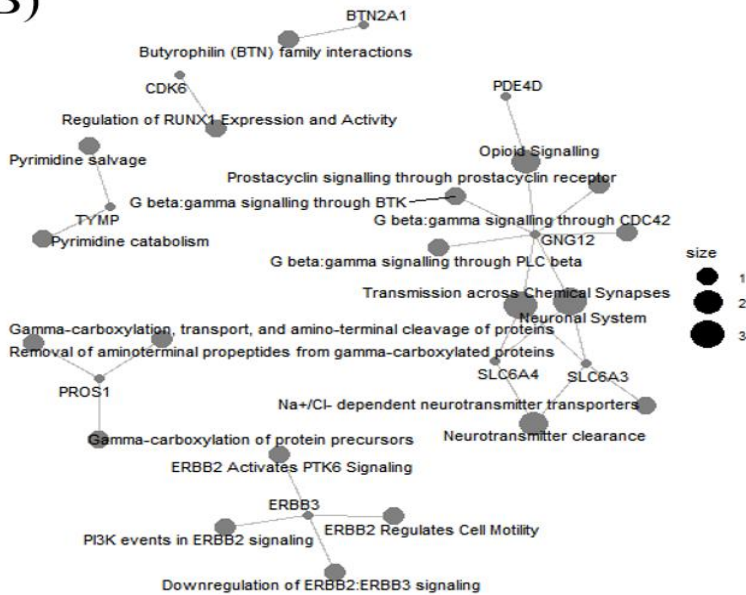 B)
BTN2A1
Butyrophilin (BTN) family interactions
CDK6
PDE4D
Regulation of RUNX1 Expression and Activity
Opioid Signalling
Pyrimidine salvage
Prostacyclin signalling through prostacyclin receptor
G beta:gamma signalling through BTK
TYMP
G beta:gamma signalling through CDC42
Pyrimidine catabolism
GNG12
G beta:gamma signalling through PLC beta
size
1
2
3
Transmission across Chemical Synapses
Neuronal System
Gamma-carboxylation, transport, and amino-terminal cleavage of proteins
Removal of aminoterminal propeptides from gamma-carboxylated proteins
SLC6A4
SLC6A3
PROS1
Na+/Cl- dependent neurotransmitter transporters
Neurotransmitter clearance
Gamma-carboxylation of protein precursors
ERBB2 Activates PTK6 Signaling
ERBB3
ERBB2 Regulates Cell Motility
PI3K events in ERBB2 signaling
Downregulation of ERBB2:ERBB3 signaling